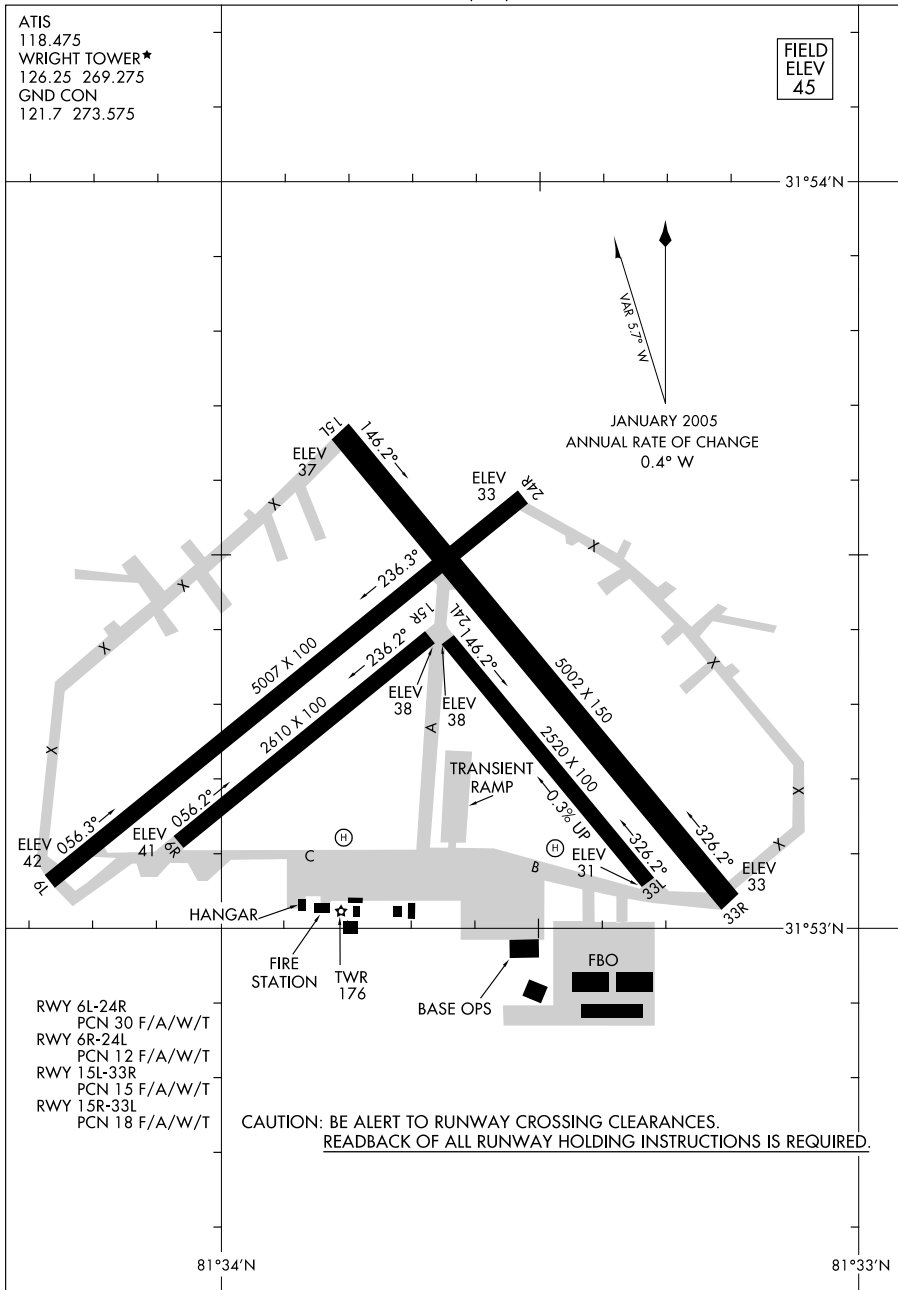 ATIS
118.475
WRIGHT TOWER★
126.25 269.275
GND CON
121.7 273.575
FIELD
ELEV
45
31°54'N
VAR 5.7° W
JANUARY 2005
ANNUAL RATE OF CHANGE
0.4° W
15L
146.2°
ELEV
37
ELEV
33
24R
X
X
236.3°
15R
24L
X
X
236.2°
146.2°
X
5007 X 100
5002 X 150
ELEV
38
ELEV
38
2610 X 100
A
2520 X 100
X
TRANSIENT
RAMP
0.3% UP
X
056.3°
056.2°
ELEV
42
ELEV
41
6R
6L
H
H
C
B
326.2°
326.2°
X
ELEV
31
33L
ELEV
33
33R
HANGAR
31°53'N
FIRE
STATION
TWR
176
BASE OPS
FBO
RWY 6L-24R
PCN 30 F/A/W/T
RWY 6R-24L
PCN 12 F/A/W/T
RWY 15L-33R
PCN 15 F/A/W/T
RWY 15R-33L
PCN 18 F/A/W/T
CAUTION: BE ALERT TO RUNWAY CROSSING CLEARANCES.
READBACK OF ALL RUNWAY HOLDING INSTRUCTIONS IS REQUIRED.
81°34'N
81°33'N